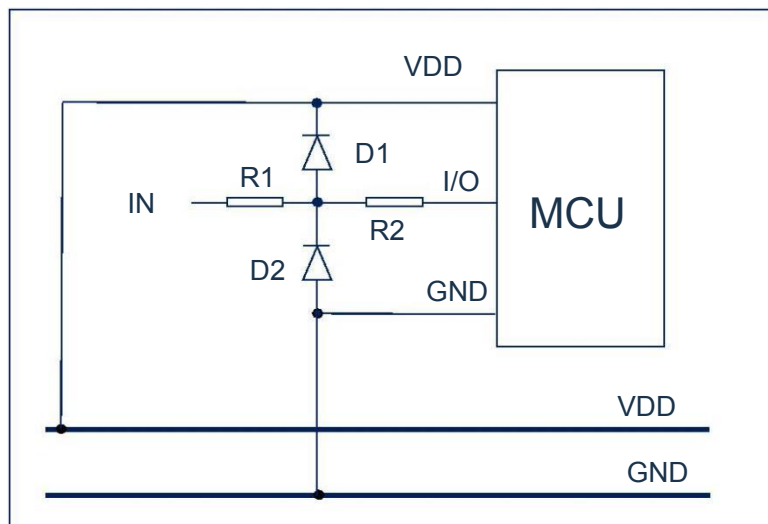 VDD
D1
R1
I/O
IN
MCU
R2
D2
GND
VDD
GND